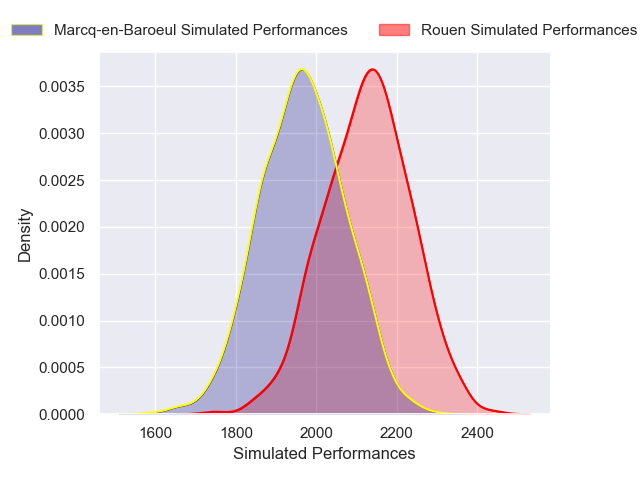 Marcq-en-Baroeul Simulated Performances Rouen Simulated Performances
0.0035
0.0030
0.0025
0.0020
0.0015
0.0010
0.0005
0.0000
Density
1600 1800 2000 2200 2400
Simulated Performances